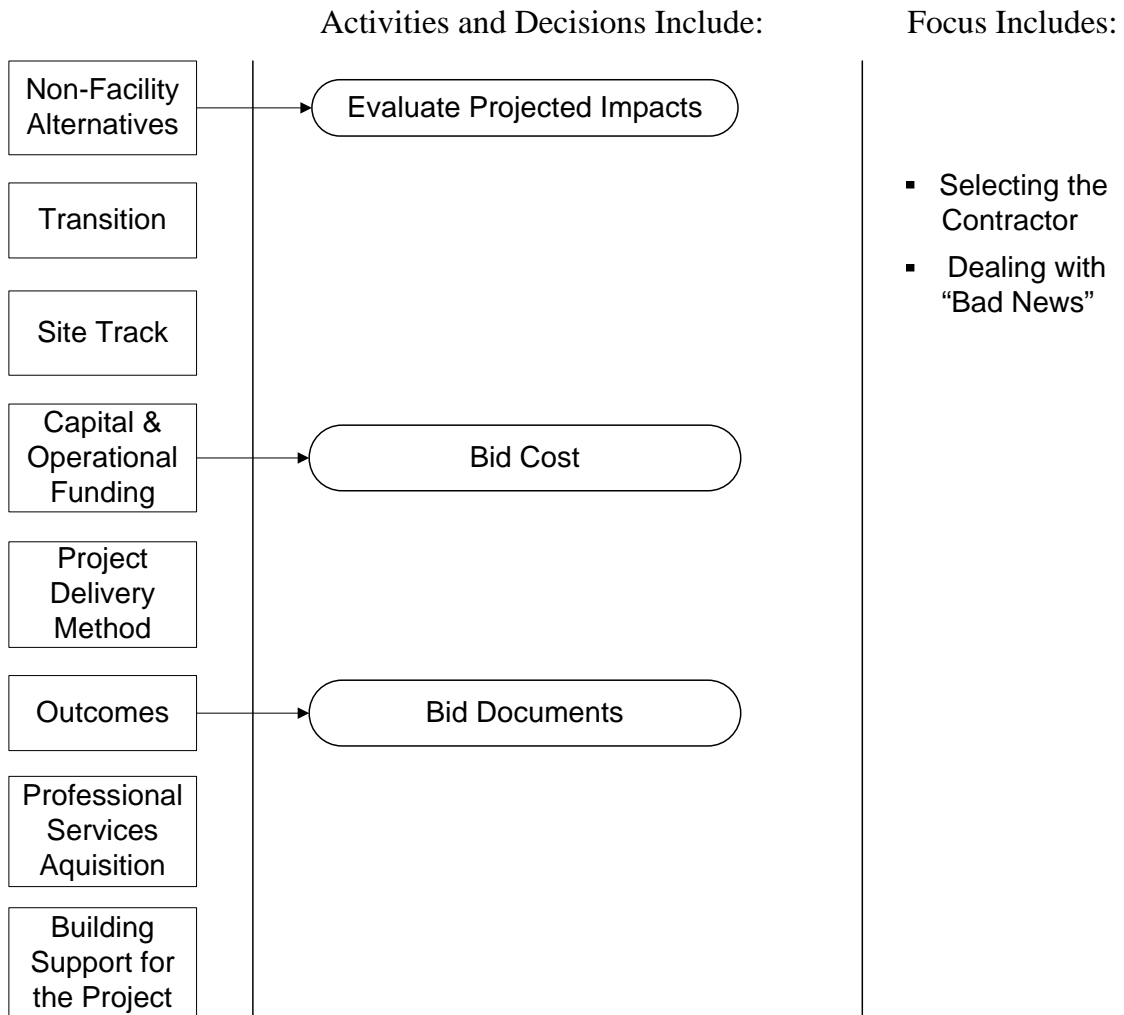 Activities and Decisions Include:
Focus Includes:
Non-Facility
Alternatives
Evaluate Projected Impacts
Transition
Site Track
Capital &
Operational
Funding
Bid Cost
Project
Delivery
Method
Outcomes
Bid Documents
Professional
Services
Aquisition
Building
Support for
the Project
▪ Selecting the
Contractor
▪ Dealing with
“Bad News”